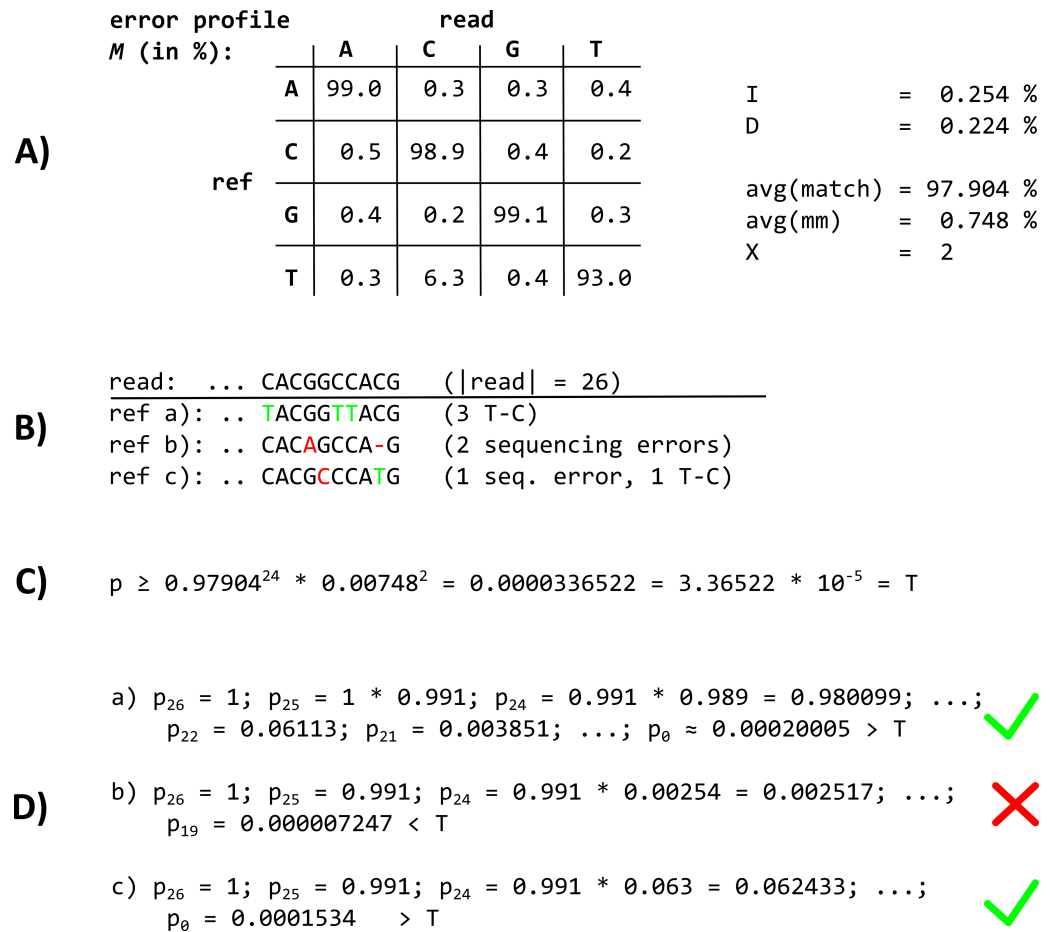 error profile read
M (in %): A C G T
A 99.0 0.3 0.3 0.4
I = 0.254 %
D = 0.224 %
A)
C 0.5 98.9 0.4 0.2
ref
avg(match) = 97.904 %
G 0.4 0.2 99.1 0.3
avg(mm) = 0.748 %
X = 2
T 0.3 6.3 0.4 93.0
read: ... CACGGCCACG (|read| = 26)
B)
ref a): .. TACGGTTACG (3 T-C)
ref b): .. CACAGCCA-G (2 sequencing errors)
ref c): .. CACGCCCATG (1 seq. error, 1 T-C)
C)
p ≥ 0.97904²⁴ * 0.00748² = 0.0000336522 = 3.36522 * 10⁻⁵ = T
a) p₂₆ = 1; p₂₅ = 1 * 0.991; p₂₄ = 0.991 * 0.989 = 0.980099; ...;
p₂₂ = 0.06113; p₂₁ = 0.003851; ...; p₀ ≈ 0.00020005 > T
D)
b) p₂₆ = 1; p₂₅ = 0.991; p₂₄ = 0.991 * 0.00254 = 0.002517; ...;
p₁₉ = 0.000007247 < T
c) p₂₆ = 1; p₂₅ = 0.991; p₂₄ = 0.991 * 0.063 = 0.062433; ...;
p₀ = 0.0001534 > T